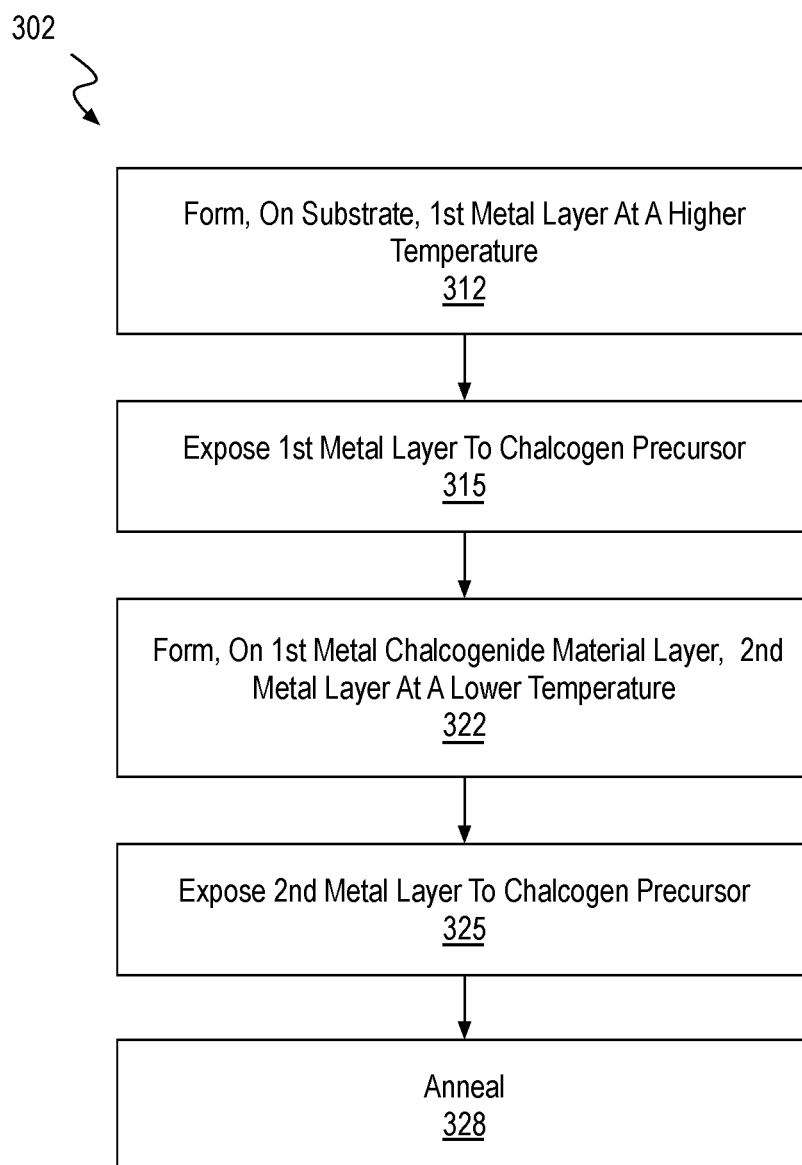 302
Form, On Substrate, 1st Metal Layer At A Higher
Temperature
312
Expose 1st Metal Layer To Chalcogen Precursor
315
Form, On 1st Metal Chalcogenide Material Layer, 2nd
Metal Layer At A Lower Temperature
322
Expose 2nd Metal Layer To Chalcogen Precursor
325
Anneal
328